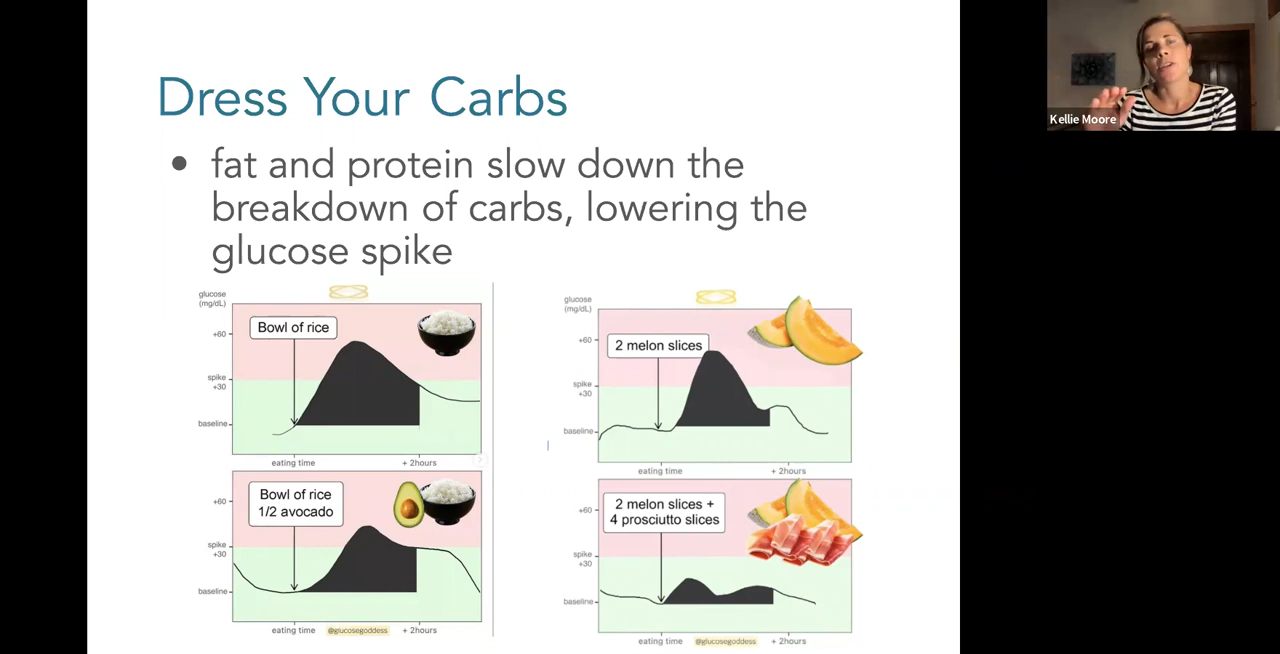 Dress Your Carbs
• fat and protein slow down the
breakdown of carbs, lowering the
glucose spike
glucose
(mg/dL)
Bowl of rice
+60
spike
+30
baseline
eating time
+ 2hours
Bowl of rice
1/2 avocado
+60
spike
+30
baseline
eating time
@glucosegoddess
+ 2hours
glucose
(mg/dL)
2 melon slices
+60
spike
+30
baseline
eating time
+ 2hours
2 melon slices +
4 prosciutto slices
+60
spike
+30
baseline
eating time
@glucosegoddess
+ 2hours
Kellie Moore